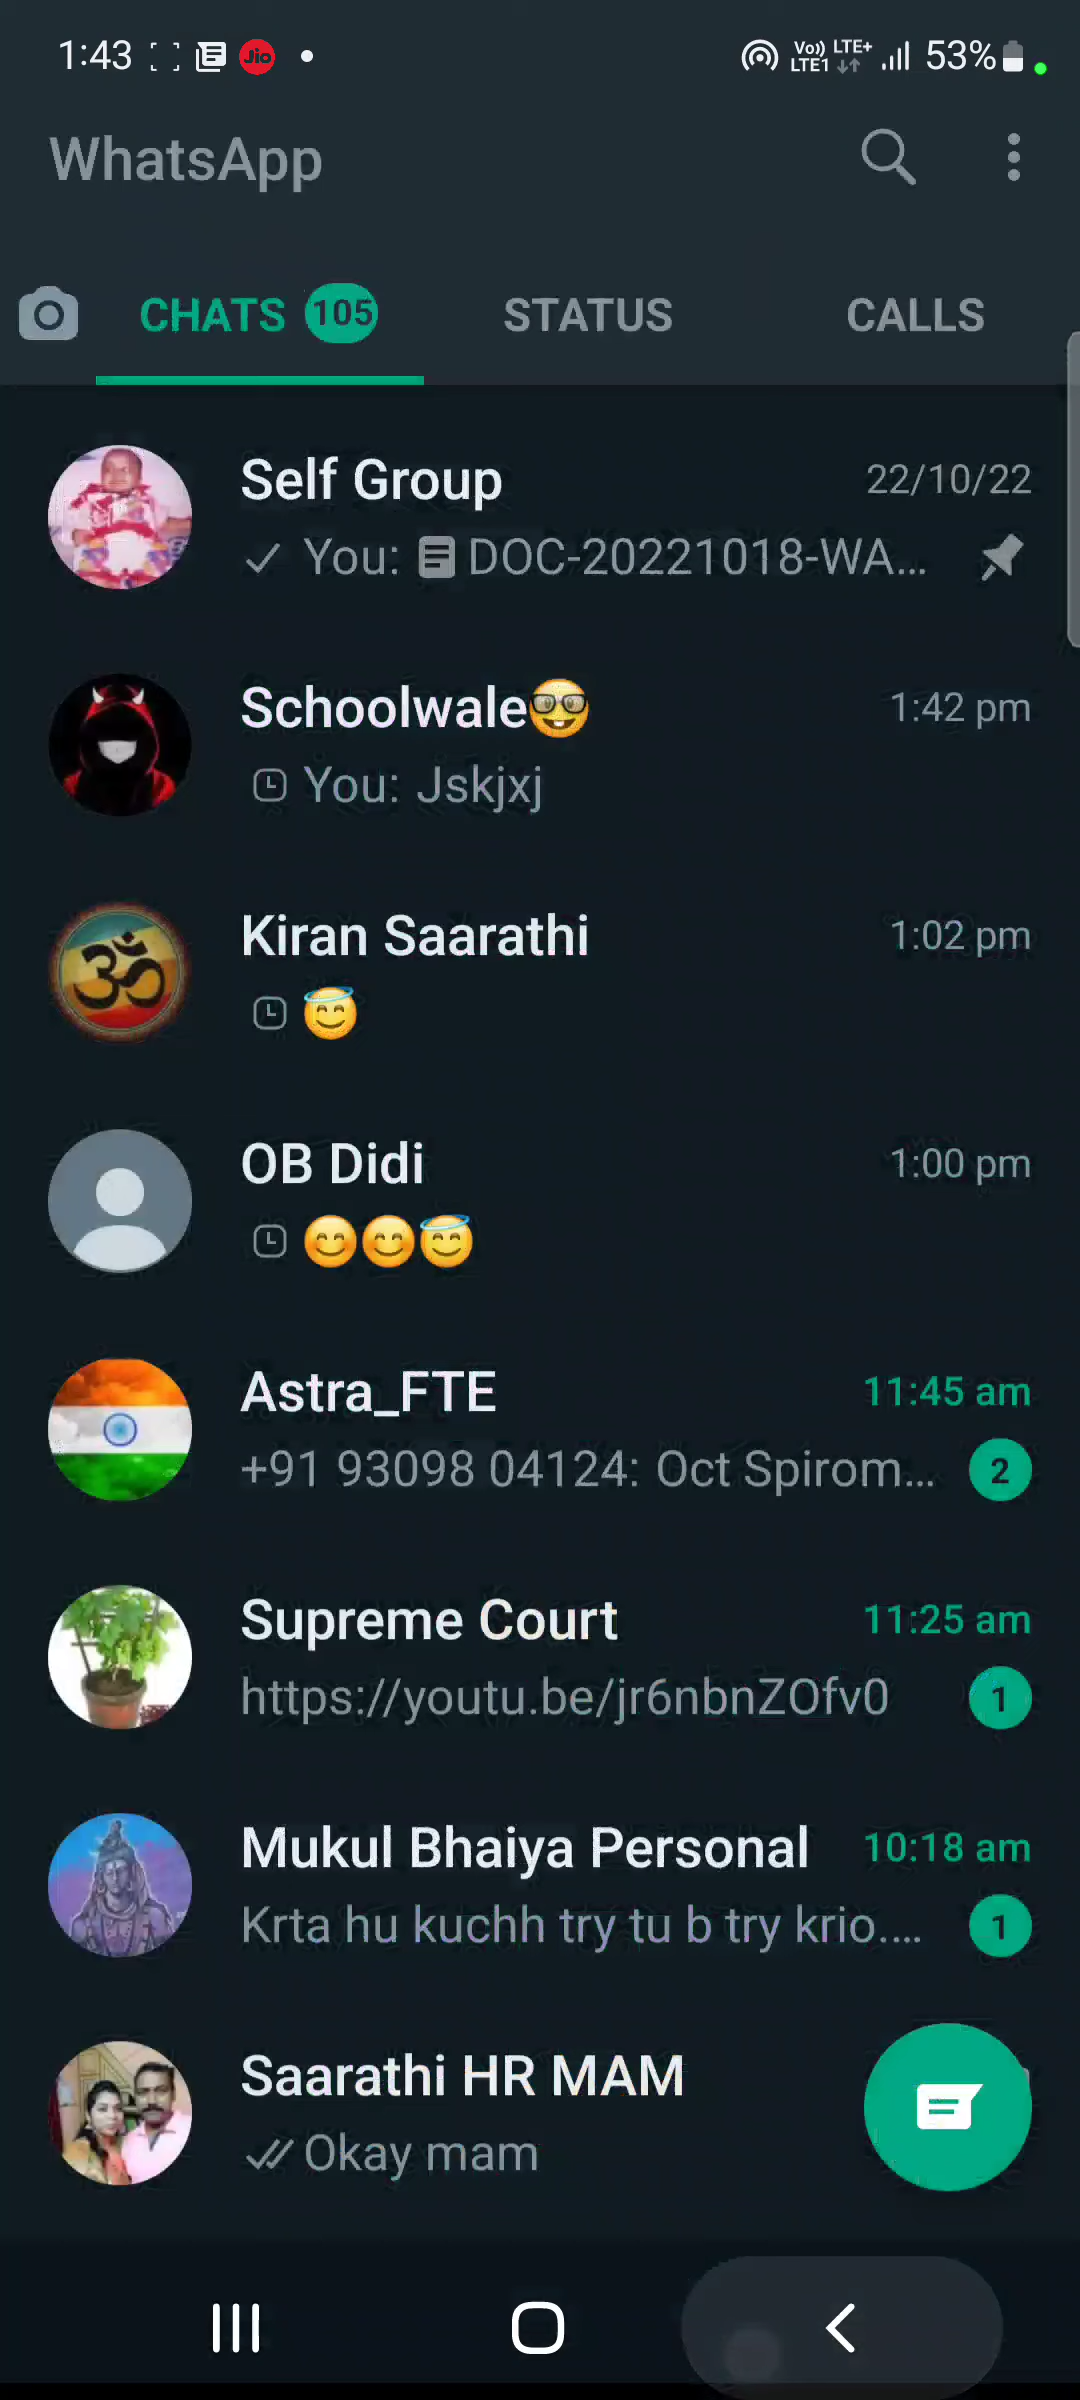 1:43 Jio Vo)) LTE1 LTE+ 53%
WhatsApp
CHATS 105 STATUS CALLS
Self Group 22/10/22
You: DOC-20221018-WA...
Schoolwale🤓 1:42 pm
You: Jskjxj
Kiran Saarathi 1:02 pm
😇
OB Didi 1:00 pm
😊😊😇
Astra_FTE 11:45 am
+91 93098 04124: Oct Spirom... 2
Supreme Court 11:25 am
https://youtu.be/jr6nbnZOfv0 1
Mukul Bhaiya Personal 10:18 am
Krta hu kuchh try tu b try krio.... 1
Saarathi HR MAM
Okay mam